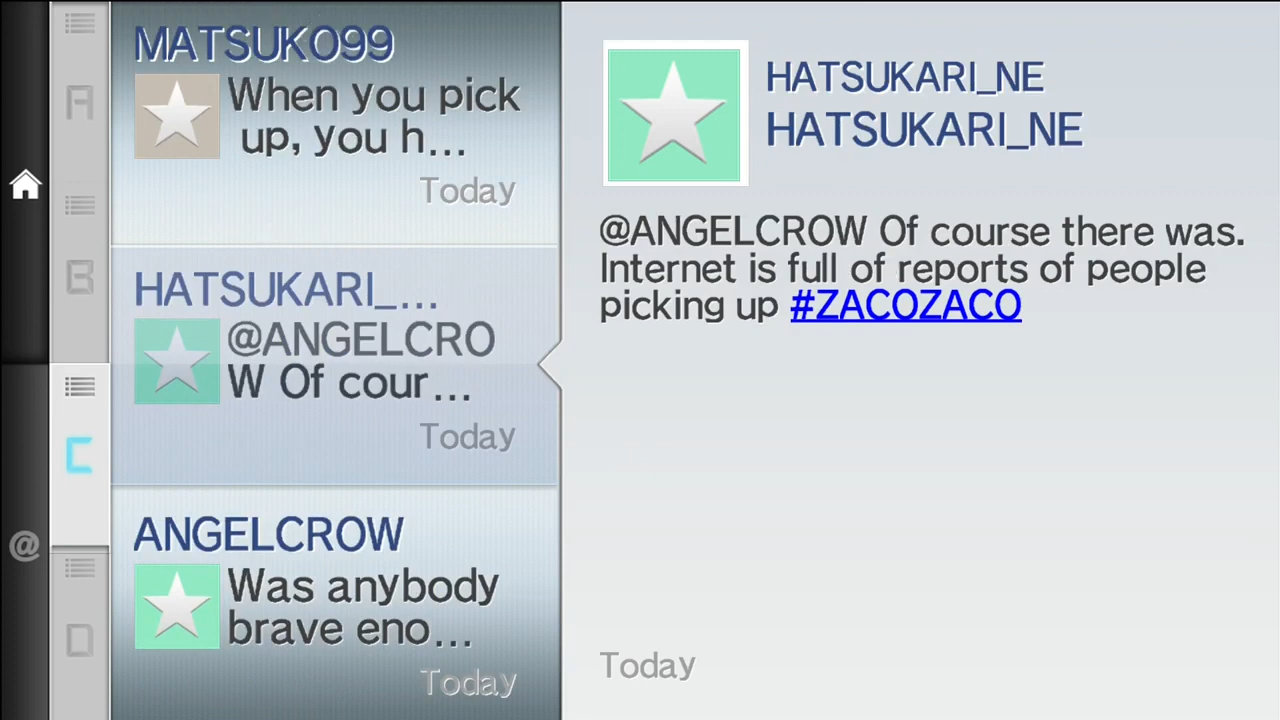 A
B
C
D
@
MATSUKO99
When you pick
up, you h...
Today
HATSUKARI_...
@ANGELCRO
W Of cour...
Today
ANGELCROW
Was anybody
brave eno...
Today
HATSUKARI_NE
HATSUKARI_NE
@ANGELCROW Of course there was.
Internet is full of reports of people
picking up #ZACOZACO
Today